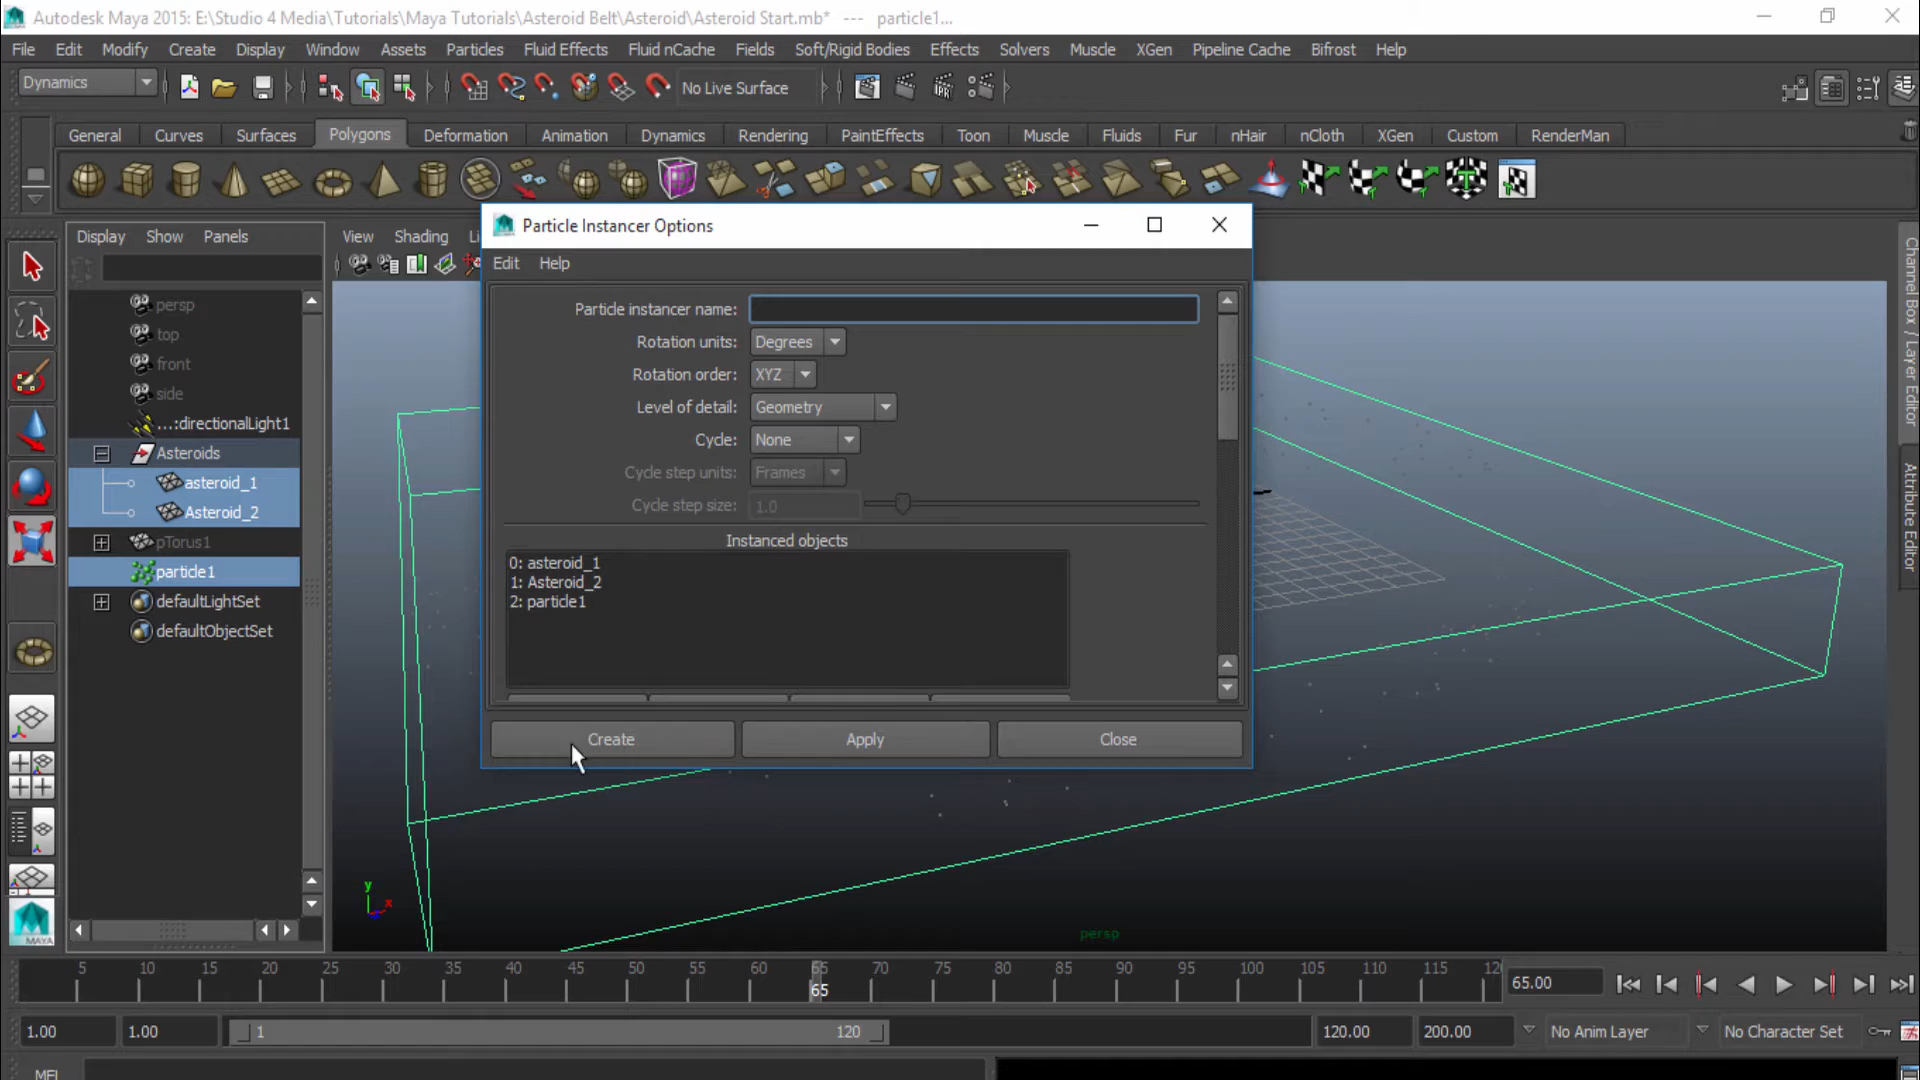 Autodesk Maya 2015: E:\Studio 4 Media\Tutorials\Maya Tutorials\Asteroid Belt\Asteroid\Asteroid Start.mb* --- particle1...
File Edit Modify Create Display Window Assets Particles Fluid Effects Fluid nCache Fields Soft/Rigid Bodies Effects Solvers Muscle XGen Pipeline Cache Bifrost Help
Dynamics No Live Surface IPR
General Curves Surfaces Polygons Deformation Animation Dynamics Rendering PaintEffects Toon Muscle Fluids Fur nHair nCloth XGen Custom RenderMan
Display Show Panels View Shading Li
Particle Instancer Options
Edit Help
Particle instancer name:
Rotation units: Degrees
Rotation order: XYZ
Level of detail: Geometry
Cycle: None
Cycle step units: Frames
Cycle step size: 1.0
Instanced objects
0: asteroid_1
1: Asteroid_2
2: particle1
Create Apply Close
persp
top
front
side
...:directionalLight1
Asteroids
asteroid_1
Asteroid_2
pTorus1
particle1
defaultLightSet
defaultObjectSet
Channel Box / Layer Editor
Attribute Editor
y
x
persp
MAYA
5 10 15 20 25 30 35 40 45 50 55 60 65 70 75 80 85 90 95 100 105 110 115 12
65
65.00
1.00 1.00 1 120 120.00 200.00 No Anim Layer No Character Set
MEL